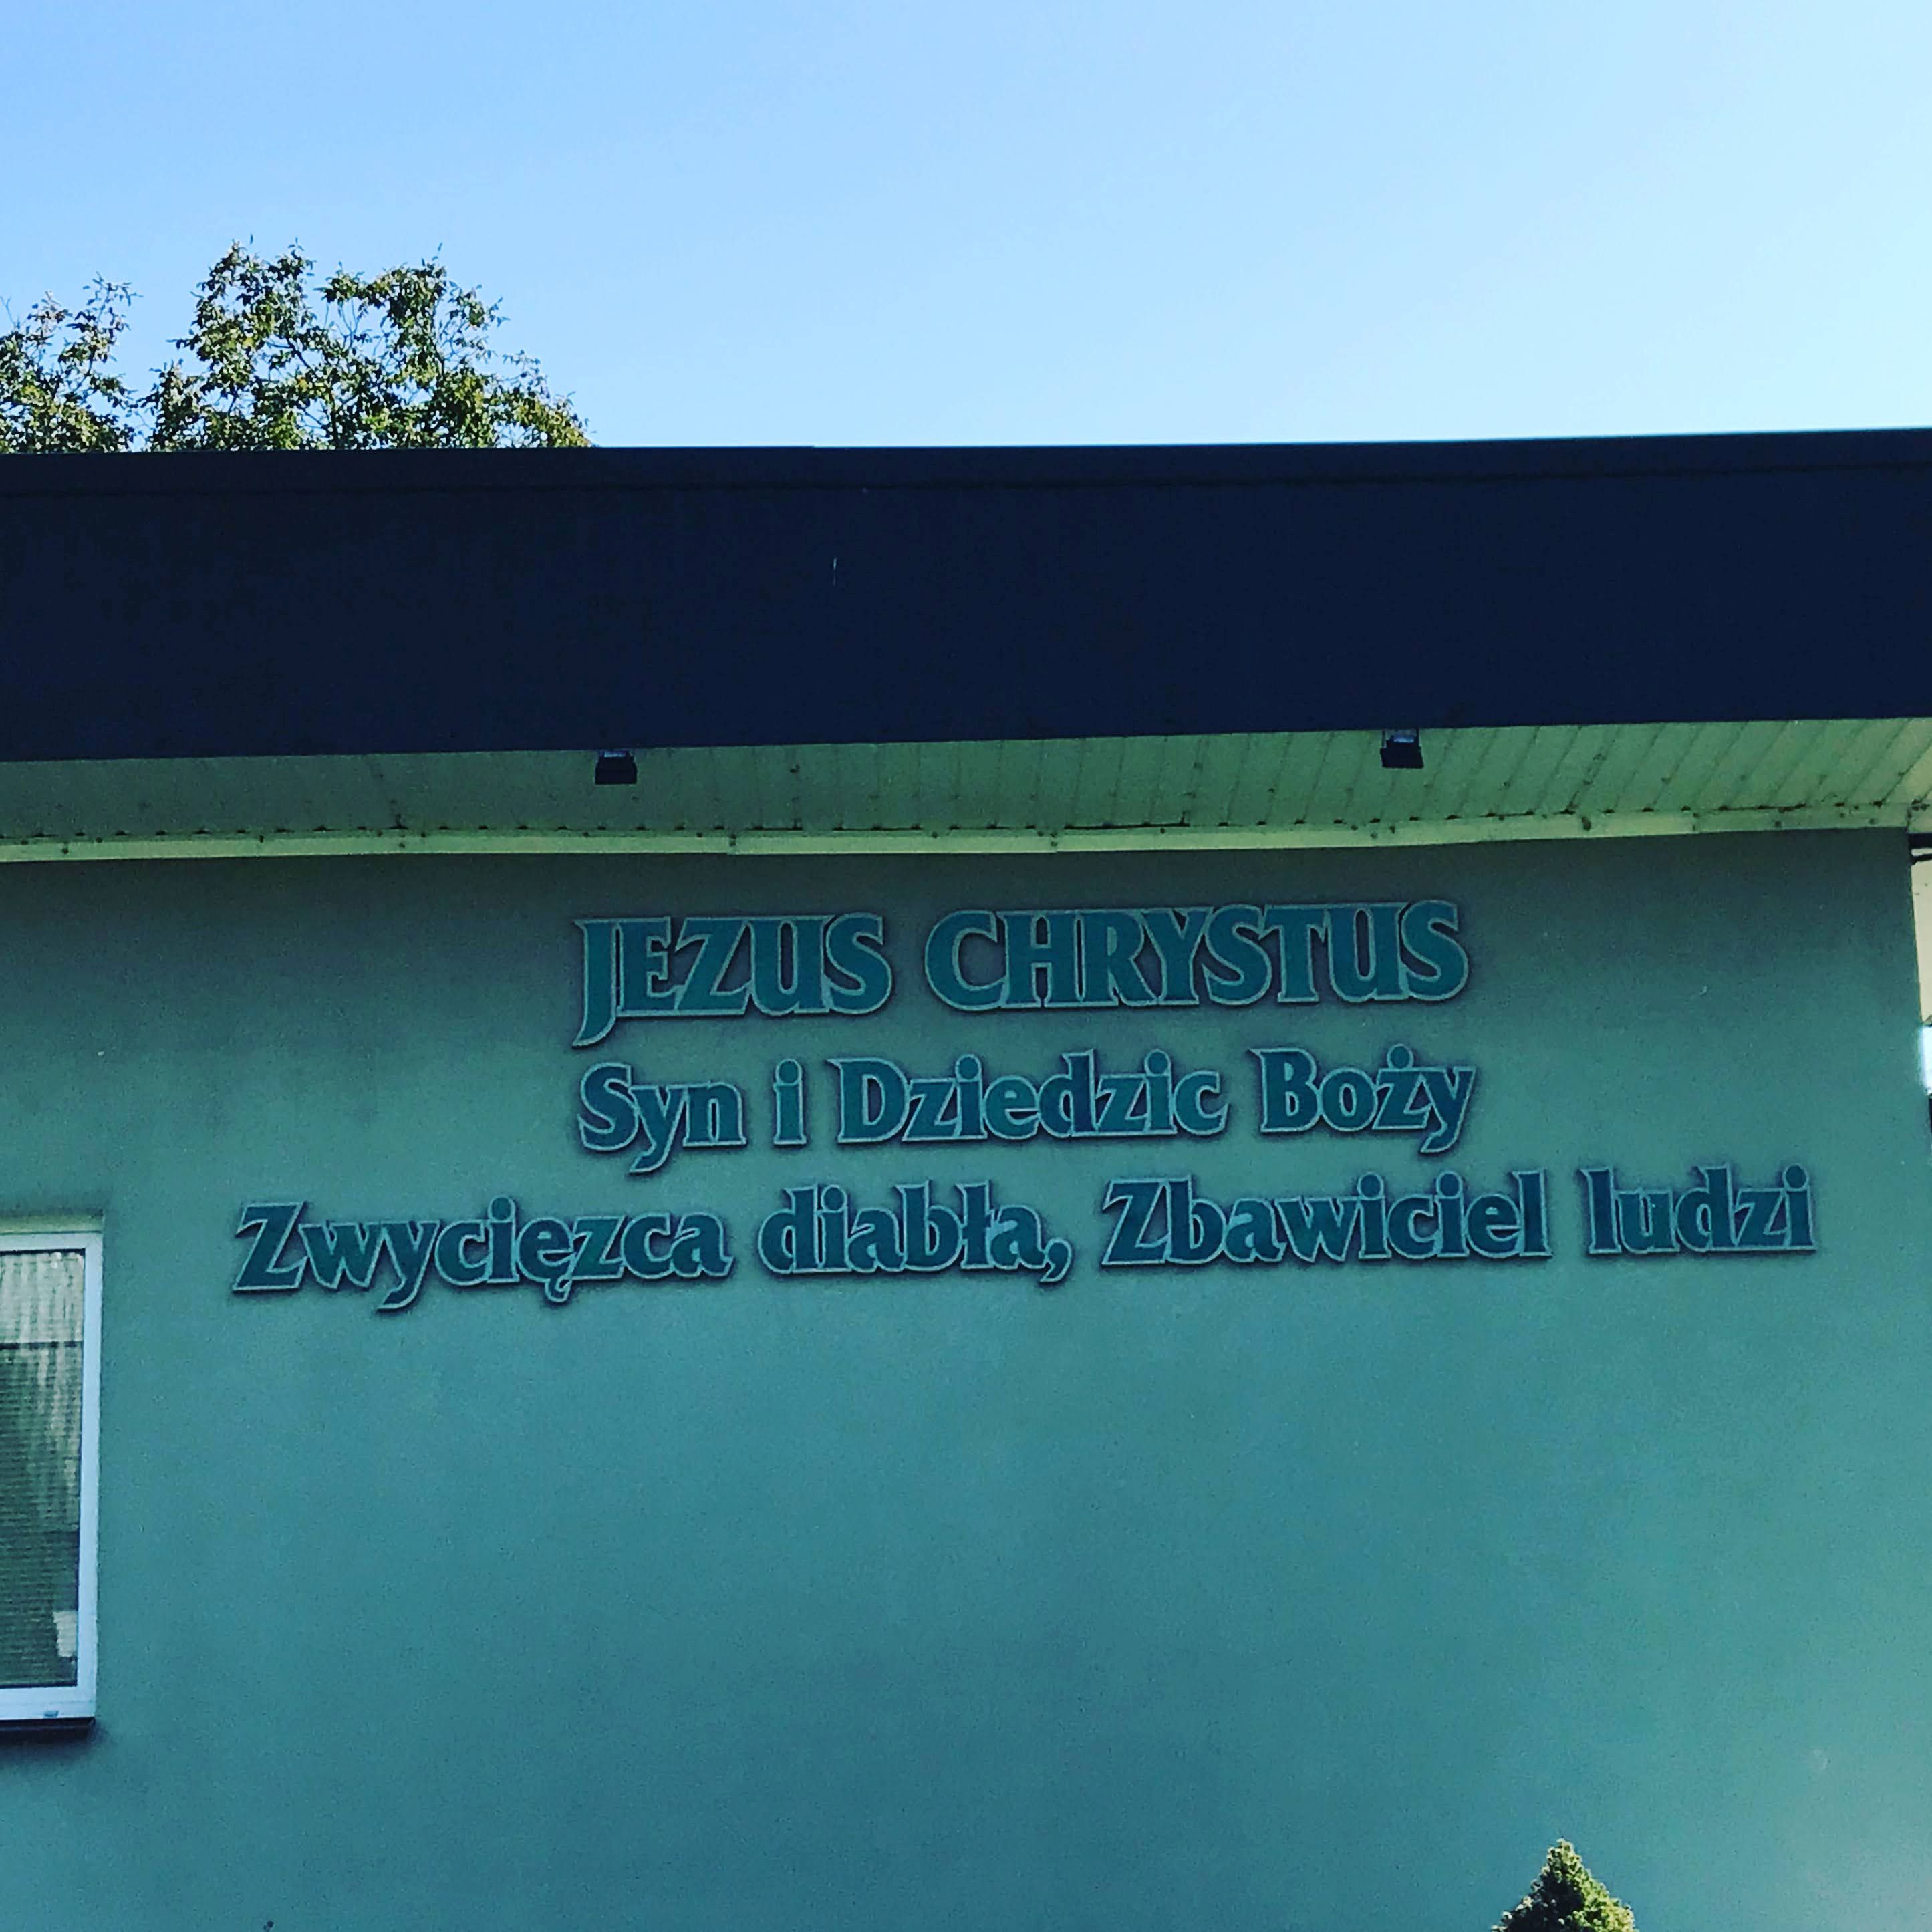 JEZUS CHRYSTUS
Syn i Dziedzic Boży
Zwycięzca diabła, Zbawiciel ludzi